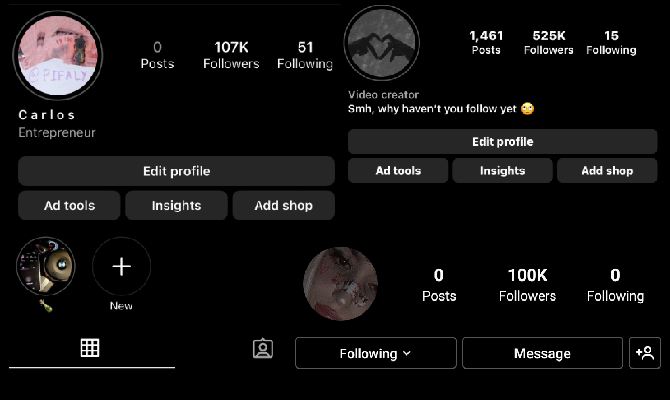 0 107K 51
Posts Followers Following
@PIFALY
Carlos
Entrepreneur
Edit profile
Ad tools Insights Add shop
New
1,461 525K 15
Posts Followers Following
Video creator
Smh, why haven't you follow yet 😳
Edit profile
Ad tools Insights Add shop
0 100K 0
Posts Followers Following
Following Message